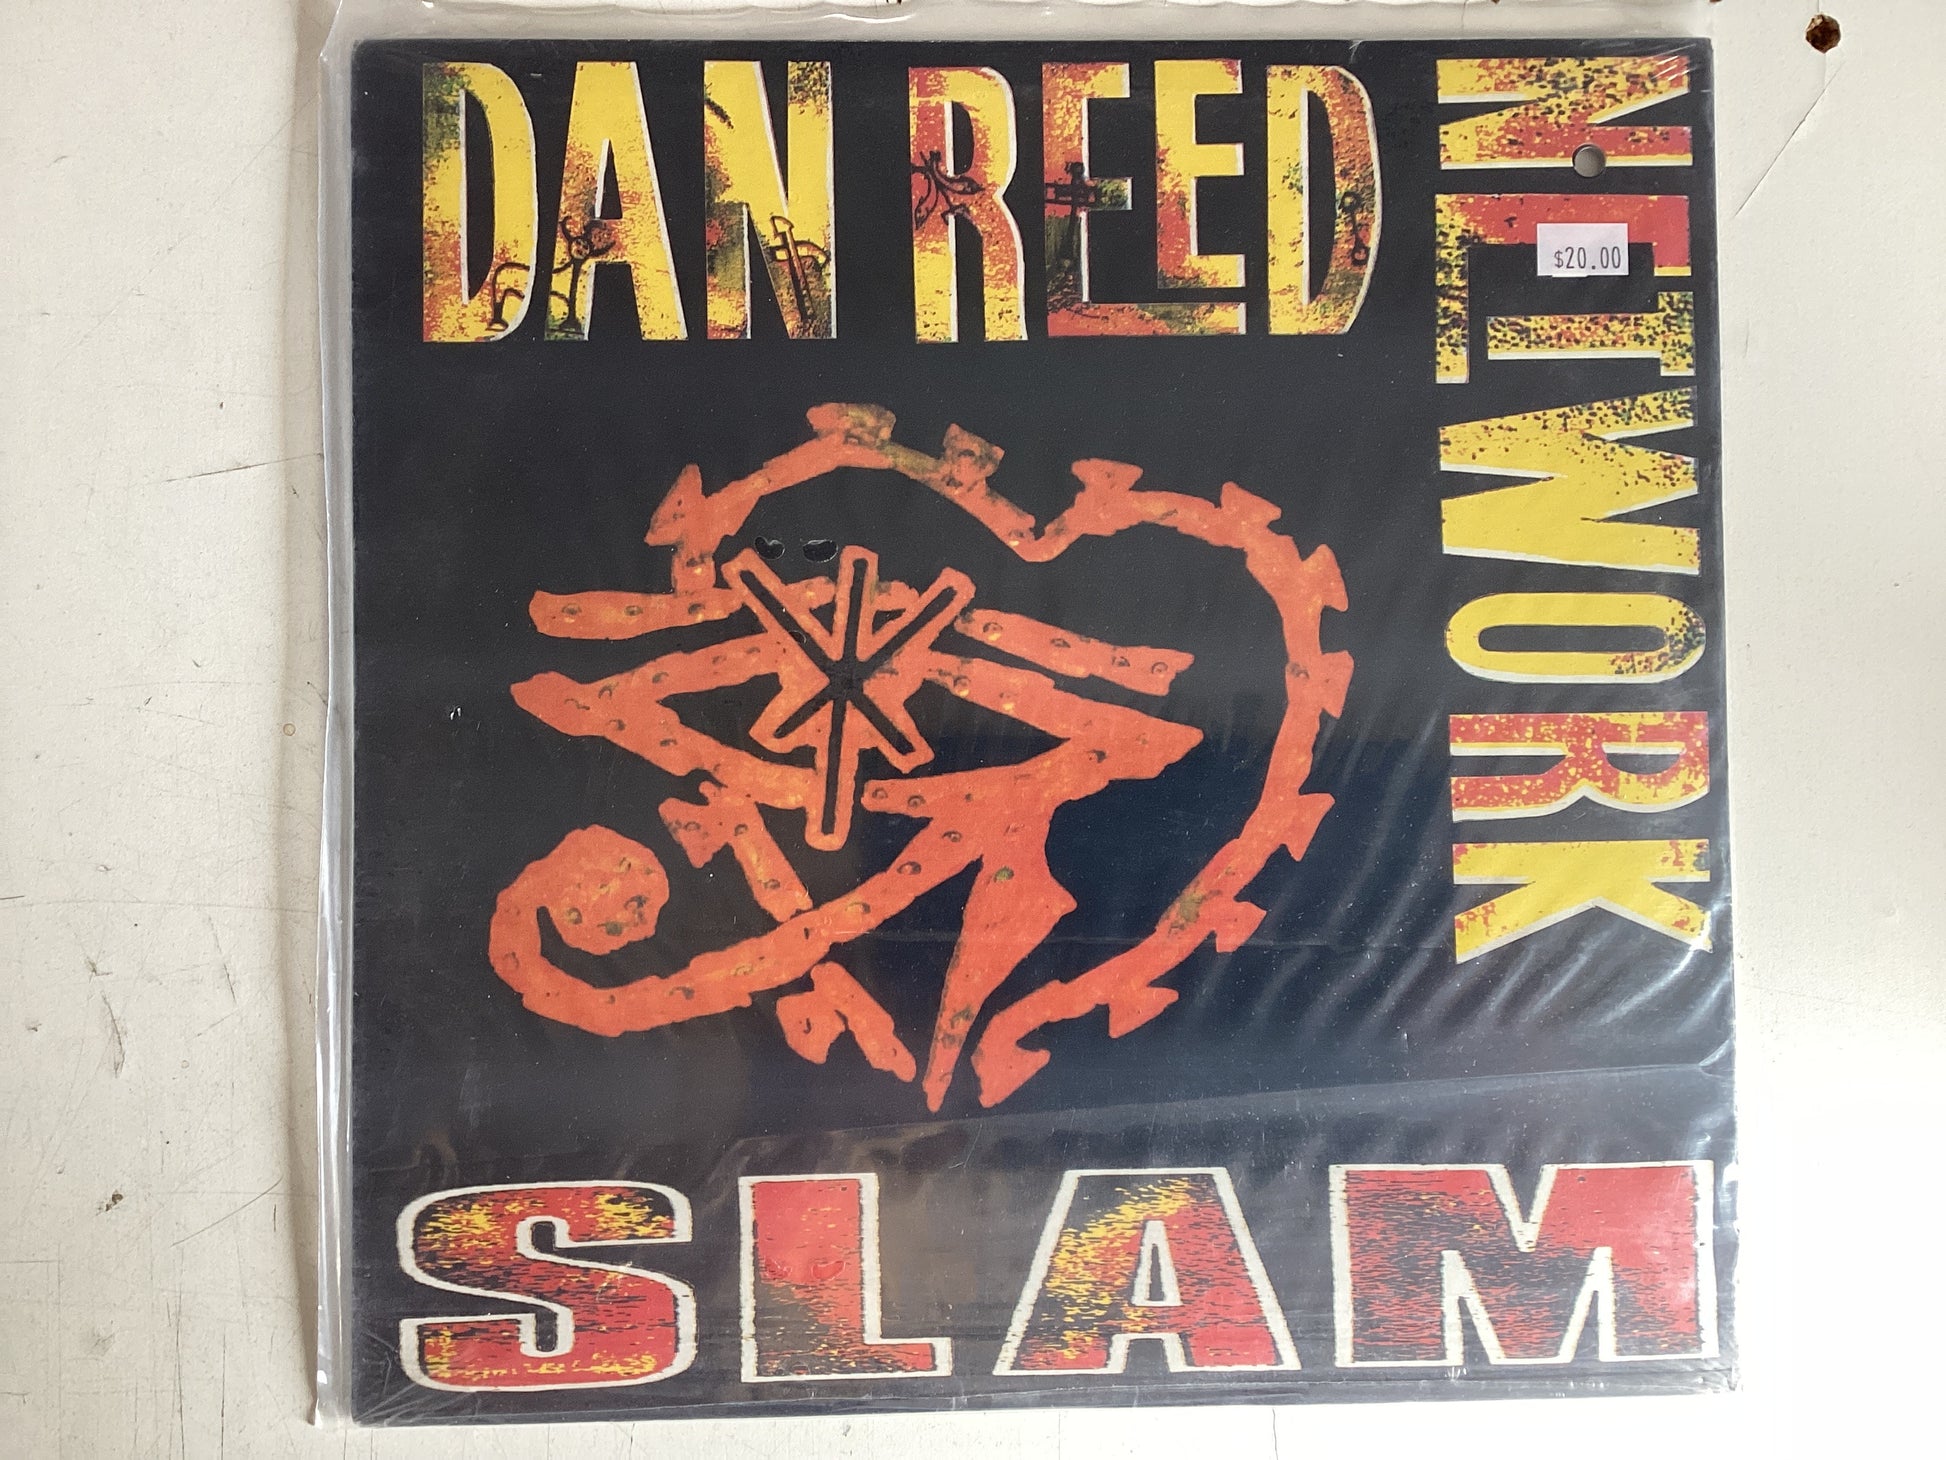 DAN REED
NETWORK
$20.00
SLAM